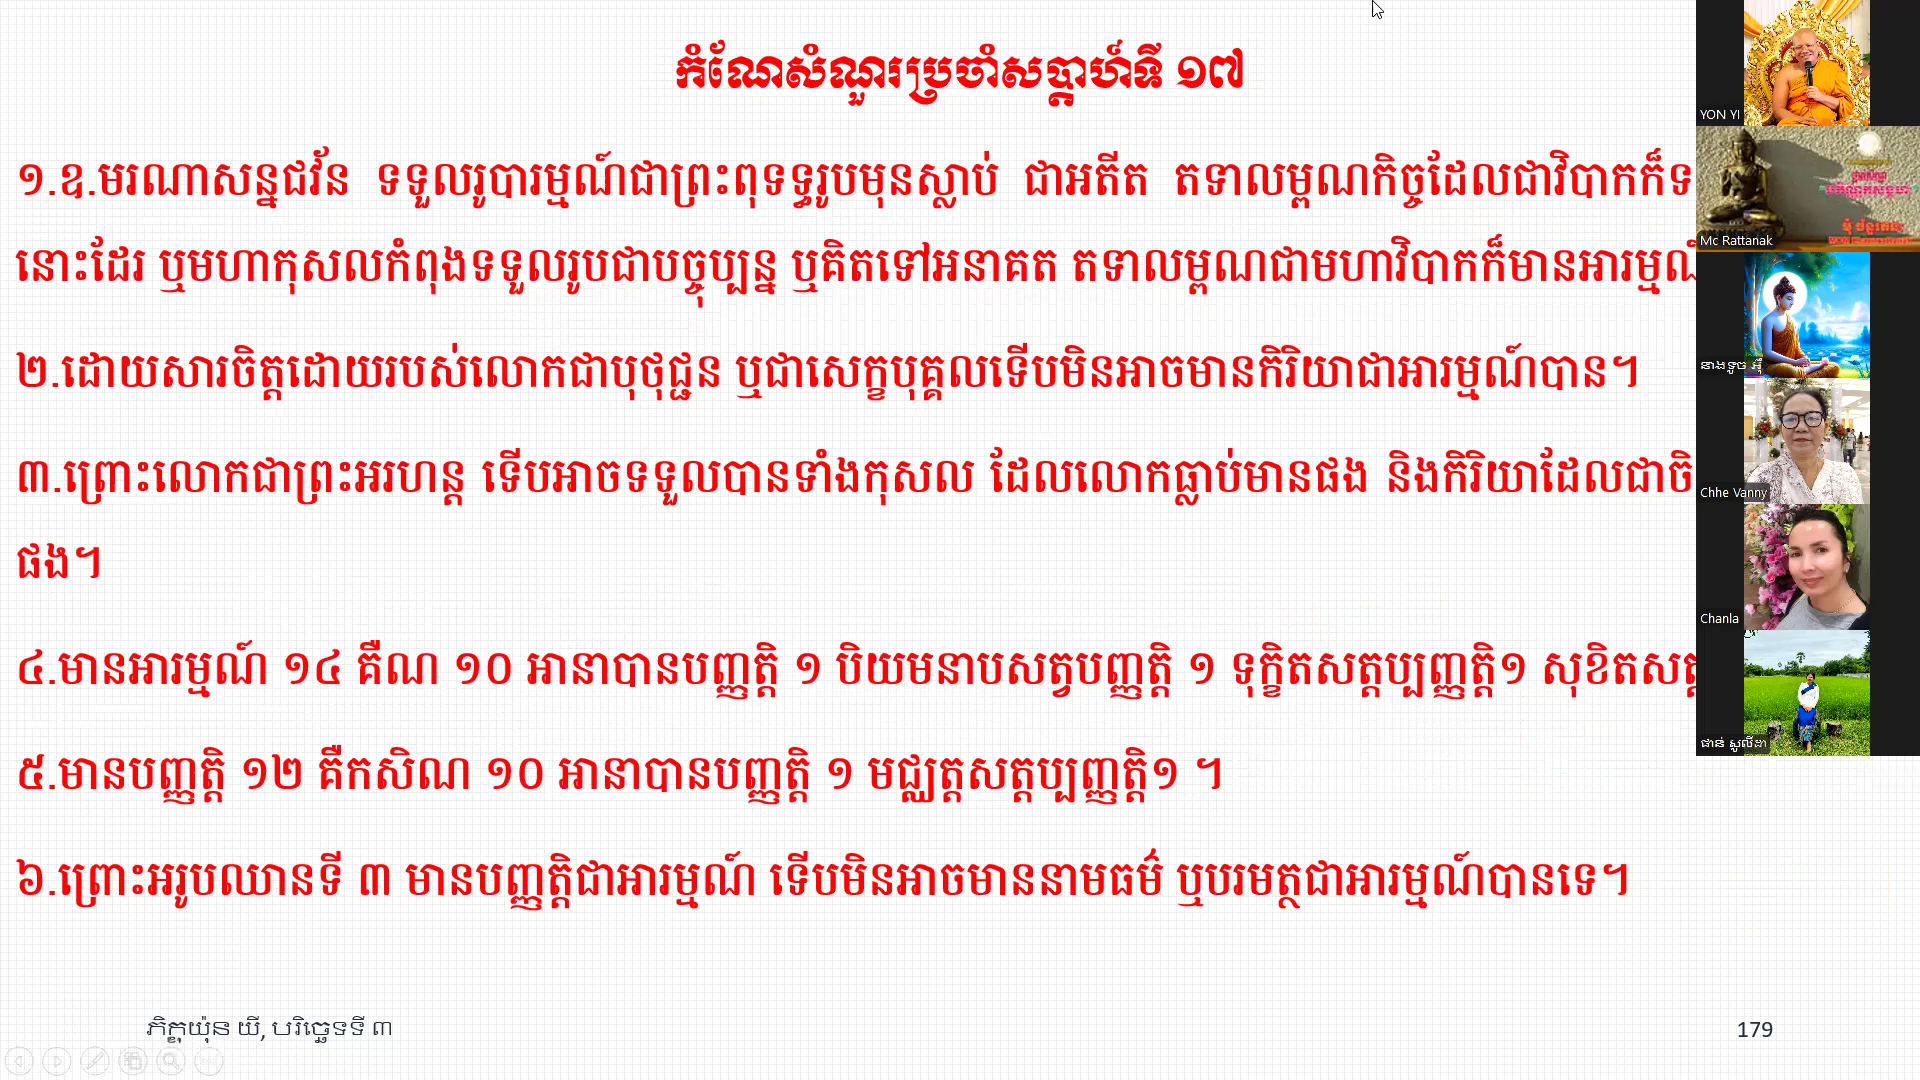 កំណែសំណួរប្រចាំសប្តាហ៍ទី ១៧
១.ឧ.មរណាសន្នជវ័ន ទទួលរូបារម្មណ៍ជាព្រះពុទ្ធរូបមុនស្លាប់ ជាអតីត តទាលម្ពណកិច្ចដែលជាវិបាកក៏ទ
នោះដែរ ឬមហាកុសលកំពុងទទួលរូបជាបច្ចុប្បន្ន ឬគិតទៅអនាគត តទាលម្ពណជាមហាវិបាកក៏មានអារម្មណ៍
២.ដោយសារចិត្តដោយរបស់លោកជាបុថុជ្ជន ឬជាសេក្ខបុគ្គលទើបមិនអាចមានកិរិយាជាអារម្មណ៍បាន។
៣.ព្រោះលោកជាព្រះអរហន្ត ទើបអាចទទួលបានទាំងកុសល ដែលលោកធ្លាប់មានផង និងកិរិយាដែលជាចិ
ផង។
៤.មានអារម្មណ៍ ១៤ គឺណ ១០ អានាបានបញ្ញត្តិ ១ បិយមនាបសត្វបញ្ញត្តិ ១ ទុក្ខិតសត្តប្បញ្ញត្តិ១ សុខិតសត្ត
៥.មានបញ្ញត្តិ ១២ គឺកសិណ ១០ អានាបានបញ្ញត្តិ ១ មជ្ឈត្តសត្តប្បញ្ញត្តិ១ ។
៦.ព្រោះអរូបឈានទី ៣ មានបញ្ញត្តិជាអារម្មណ៍ ទើបមិនអាចមាននាមធម៌ ឬបរមត្ថជាអារម្មណ៍បានទេ។
ភិក្ខុយ៉ុន យី, បរិច្ឆេទទី ៣
179
YON YI
Mc Rattanak
នាងទូច អ៊ុំ
Chhe Vanny
Chanla
ផាន់ សូលីដា